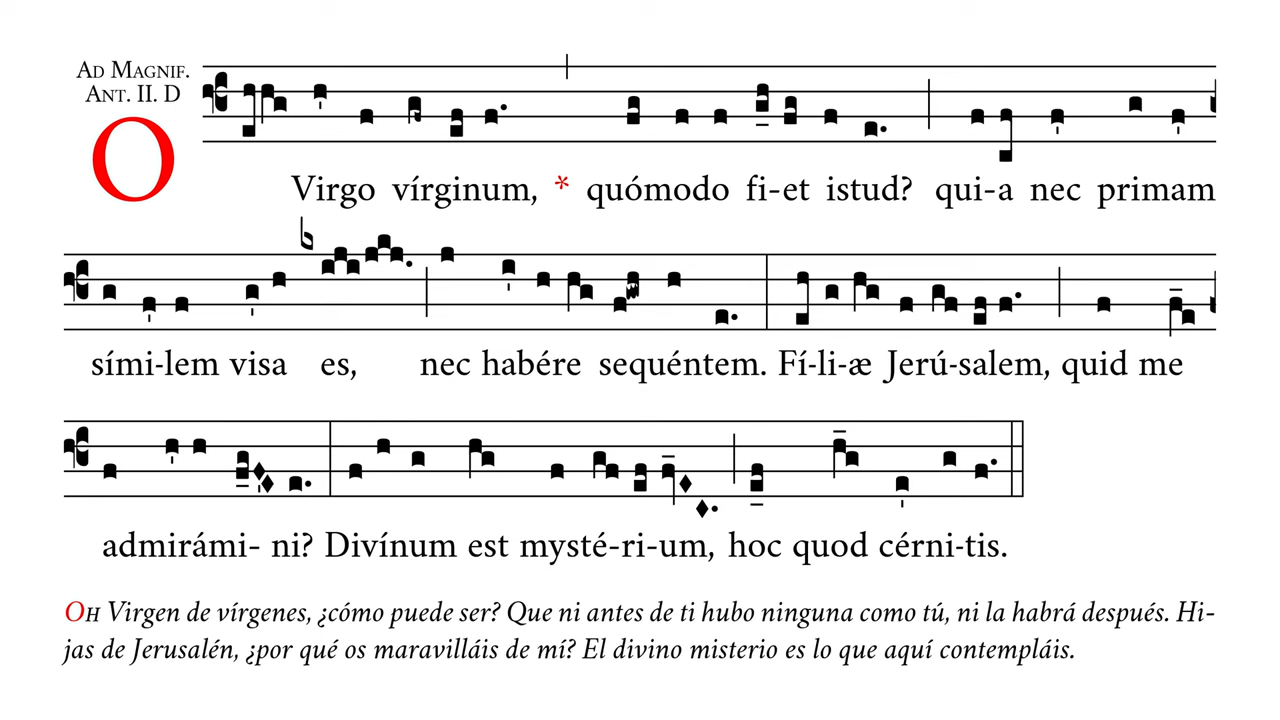 Ad Magnif.
Ant. II. D
O Virgo vírginum, * quómodo fi-et istud? qui-a nec primam
sími-lem visa es, nec habére sequéntem. Fí-li-æ Jerú-salem, quid me
admirámi- ni? Divínum est mysté-ri-um, hoc quod cérni-tis.
Oh Virgen de vírgenes, ¿cómo puede ser? Que ni antes de ti hubo ninguna como tú, ni la habrá después. Hi-
jas de Jerusalén, ¿por qué os maravilláis de mí? El divino misterio es lo que aquí contempláis.